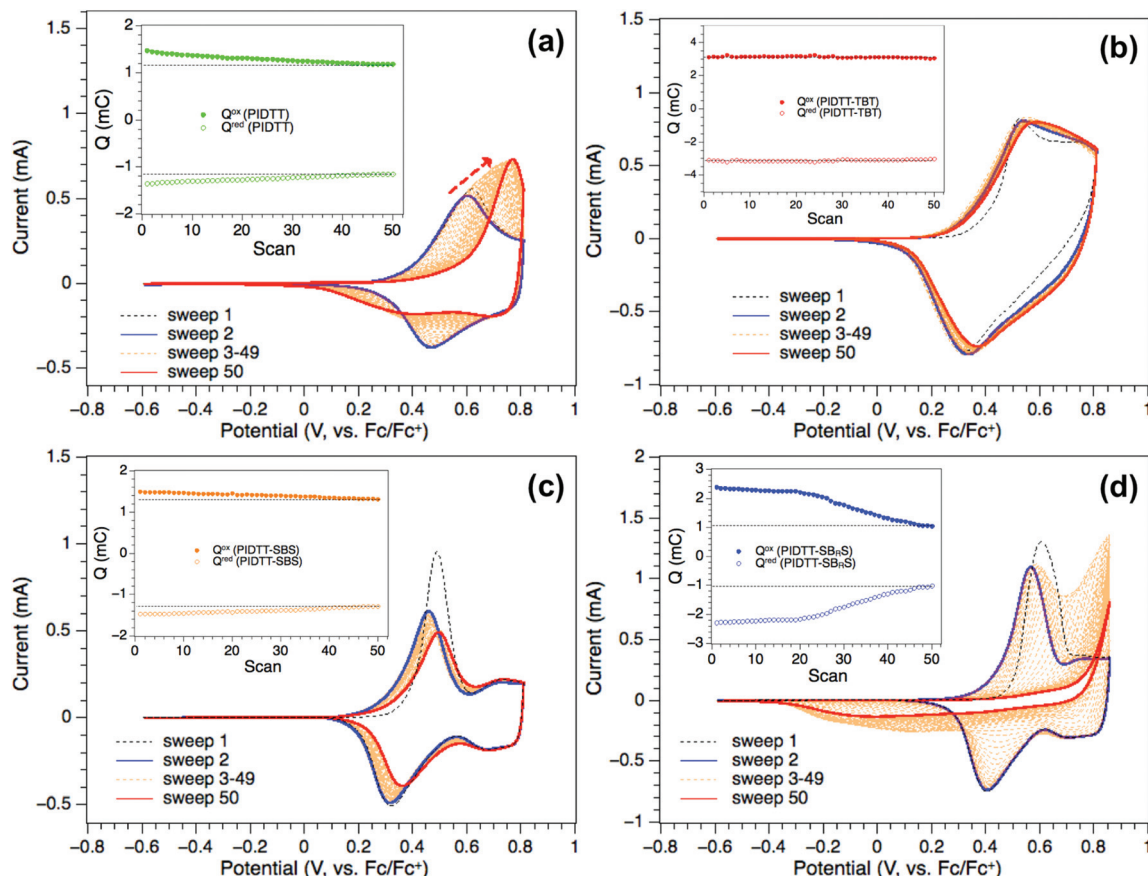 (a)
Current (mA)
1.5
1
0.5
0
−0.5
Q (mC)
2
1
0
−1
−2
Qox (PIDTT)
Qred (PIDTT)
0 10 20 30 40 50
Scan
sweep 1
sweep 2
sweep 3-49
sweep 50
−0.8 −0.6 −0.4 −0.2 0 0.2 0.4 0.6 0.8 1
Potential (V, vs. Fc/Fc+)
(b)
Current (mA)
1.5
1
0.5
0
−0.5
−1
Q (mC)
4
2
0
−2
−4
Qox (PIDTT-TBT)
Qred (PIDTT-TBT)
0 10 20 30 40 50
Scan
sweep 1
sweep 2
sweep 3-49
sweep 50
−0.8 −0.6 −0.4 −0.2 0 0.2 0.4 0.6 0.8 1
Potential (V, vs. Fc/Fc+)
(c)
Current (mA)
1.5
1
0.5
0
−0.5
Q (mC)
2
1
0
−1
−2
Qox (PIDTT-SBS)
Qred (PIDTT-SBS)
0 10 20 30 40 50
Scan
sweep 1
sweep 2
sweep 3-49
sweep 50
−0.8 −0.6 −0.4 −0.2 0 0.2 0.4 0.6 0.8 1
Potential (V, vs. Fc/Fc+)
(d)
Current (mA)
2
1.5
1
0.5
0
−0.5
−1
Q (mC)
3
2
1
0
−1
−2
−3
Qox (PIDTT-SBRS)
Qred (PIDTT-SBRS)
0 10 20 30 40 50
Scan
sweep 1
sweep 2
sweep 3-49
sweep 50
−0.8 −0.6 −0.4 −0.2 0 0.2 0.4 0.6 0.8 1
Potential (V, vs. Fc/Fc+)